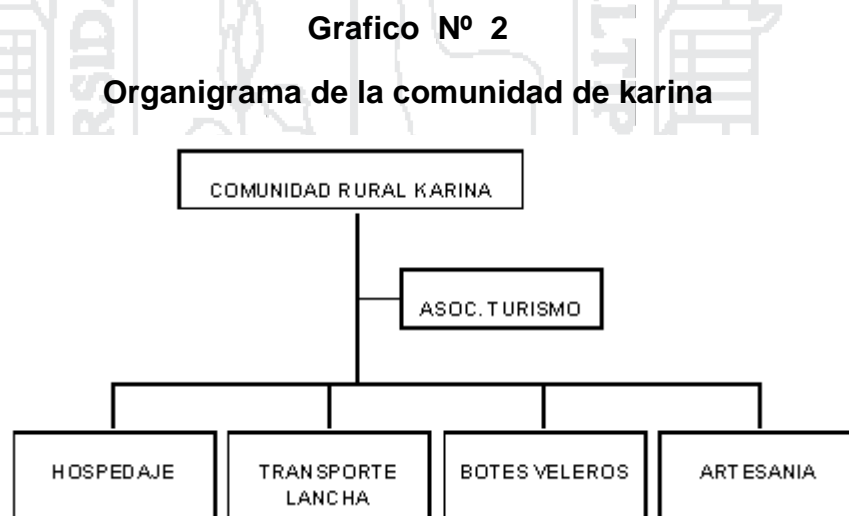 Grafico Nº 2
Organigrama de la comunidad de karina
COMUNIDAD RURAL KARINA
ASOC. TURISMO
HOSPEDAJE
TRANSPORTE
LANCHA
BOTES VELEROS
ARTESANIA